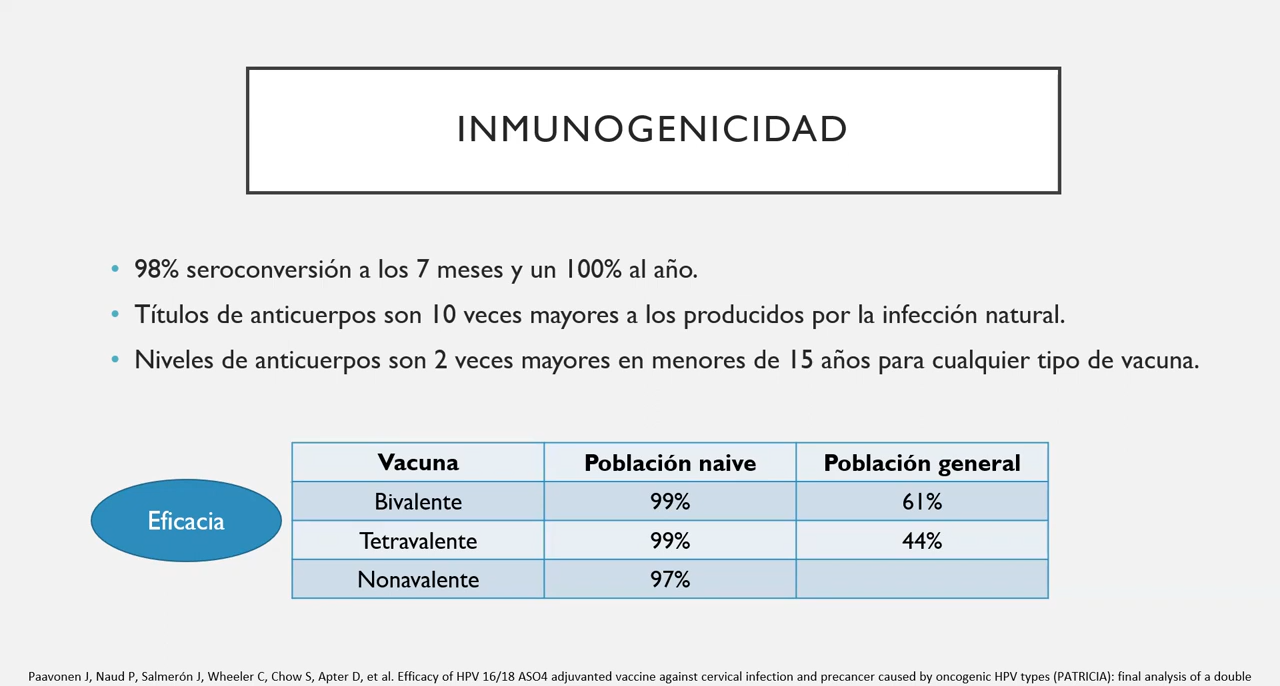 INMUNOGENICIDAD
• 98% seroconversión a los 7 meses y un 100% al año.
• Títulos de anticuerpos son 10 veces mayores a los producidos por la infección natural.
• Niveles de anticuerpos son 2 veces mayores en menores de 15 años para cualquier tipo de vacuna.
Eficacia
Vacuna Población naive Población general
Bivalente 99% 61%
Tetravalente 99% 44%
Nonavalente 97%
Paavonen J, Naud P, Salmerón J, Wheeler C, Chow S, Apter D, et al. Efficacy of HPV 16/18 ASO4 adjuvanted vaccine against cervical infection and precancer caused by oncogenic HPV types (PATRICIA): final analysis of a double